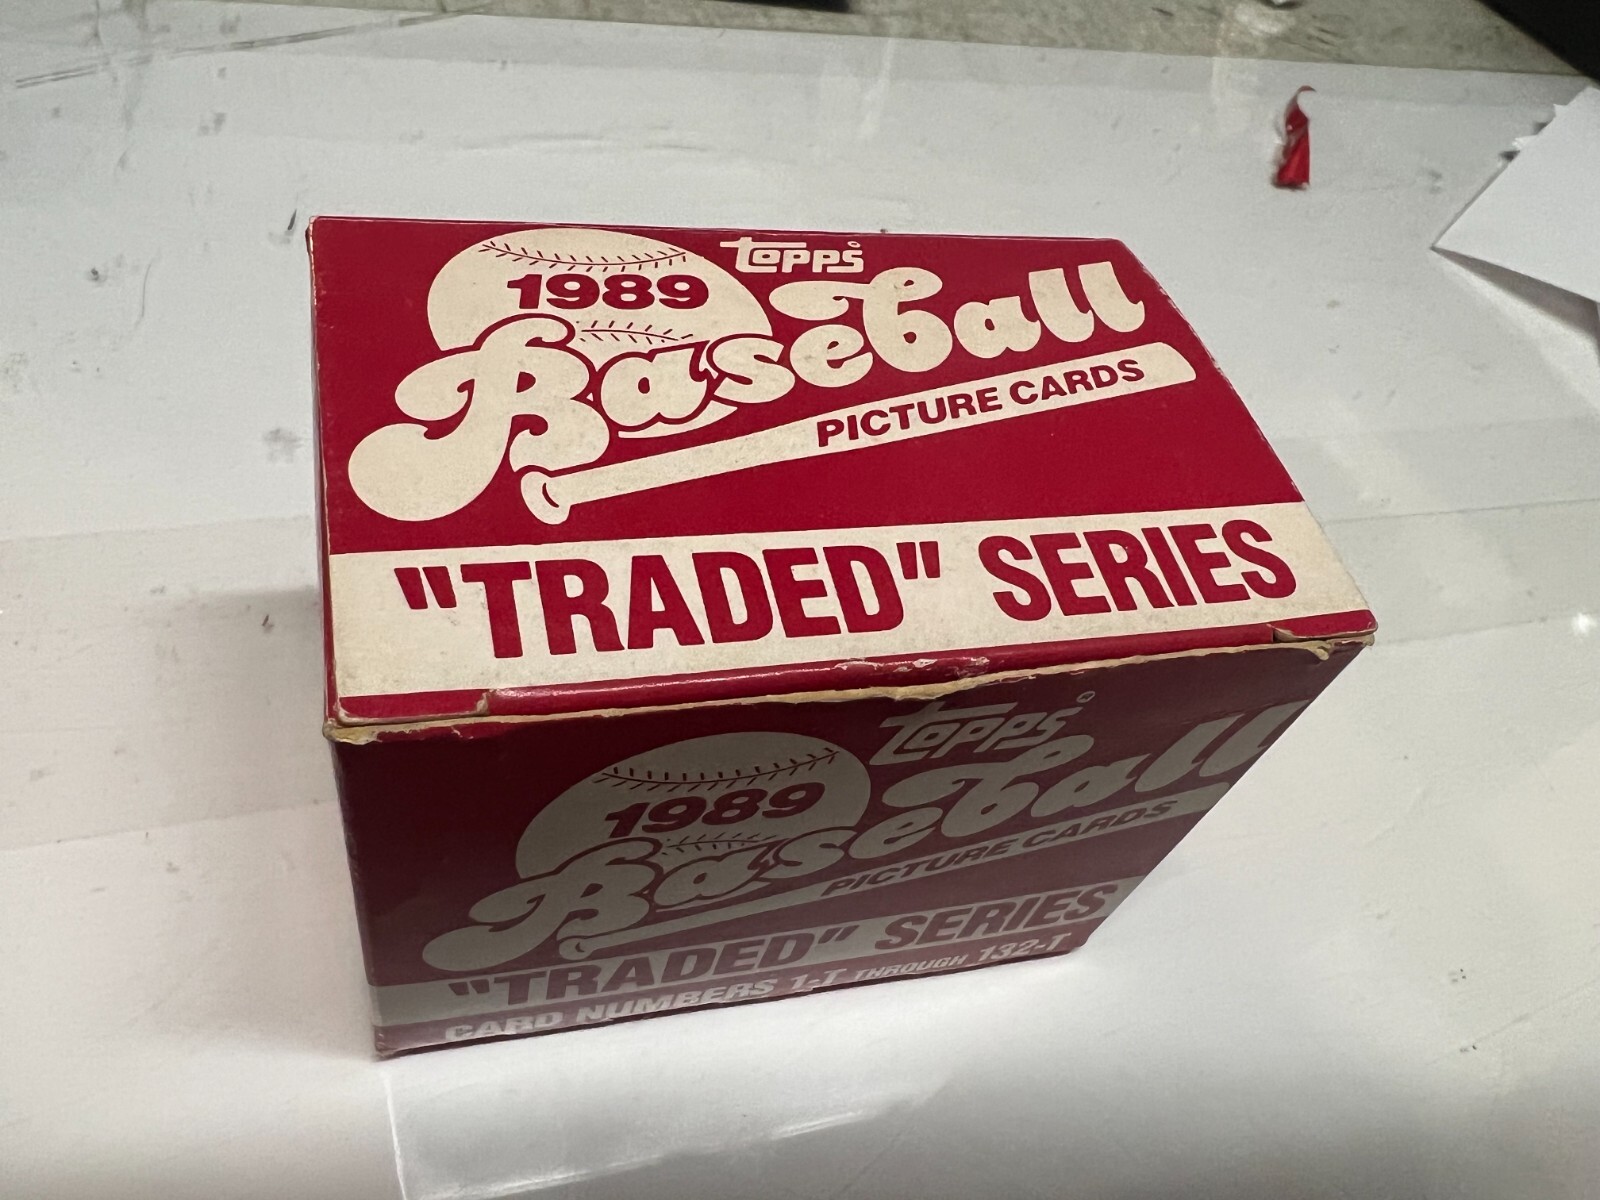 topps
1989
Baseball
PICTURE CARDS
"TRADED" SERIES
topps
1989
Baseball
PICTURE CARDS
"TRADED" SERIES
CARD NUMBERS 1-T THROUGH 132-T